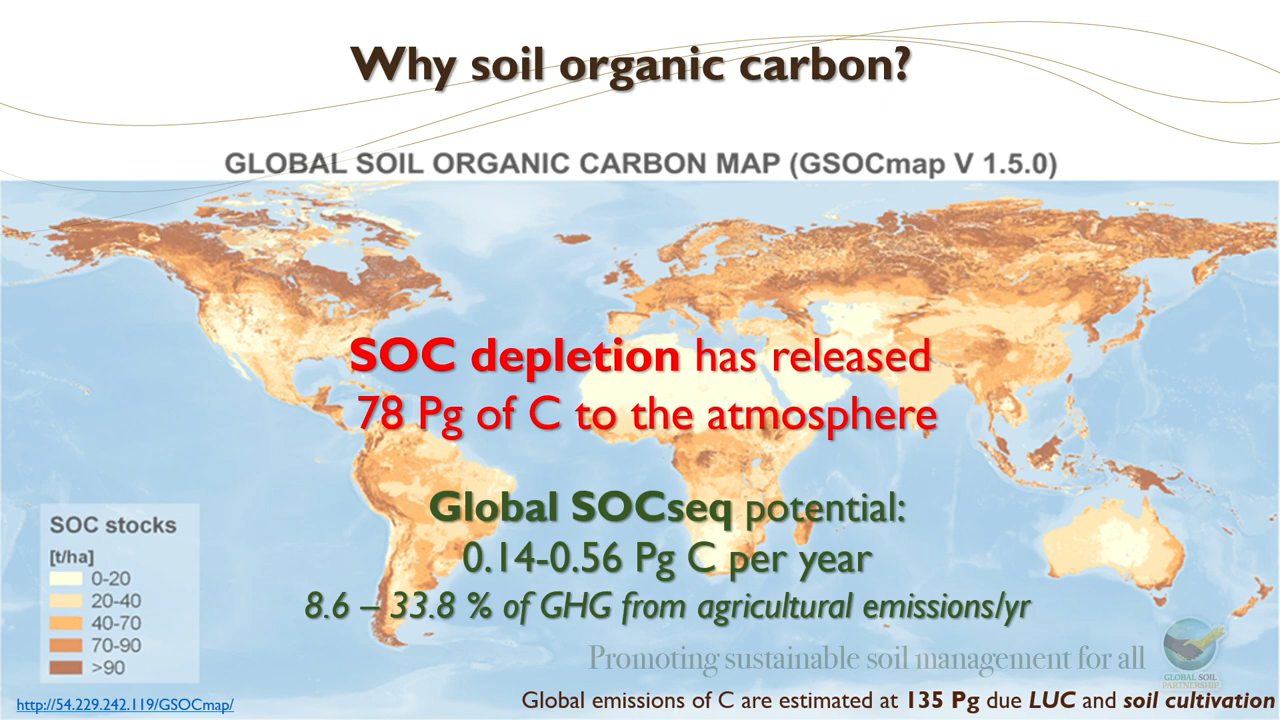 Why soil organic carbon?
GLOBAL SOIL ORGANIC CARBON MAP (GSOCmap V 1.5.0)
SOC depletion has released
78 Pg of C to the atmosphere
Global SOCseq potential:
0.14-0.56 Pg C per year
8.6 – 33.8 % of GHG from agricultural emissions/yr
SOC stocks
[t/ha]
0-20
20-40
40-70
70-90
>90
Promoting sustainable soil management for all
GLOBAL SOIL
PARTNERSHIP
http://54.229.242.119/GSOCmap/
Global emissions of C are estimated at 135 Pg due LUC and soil cultivation